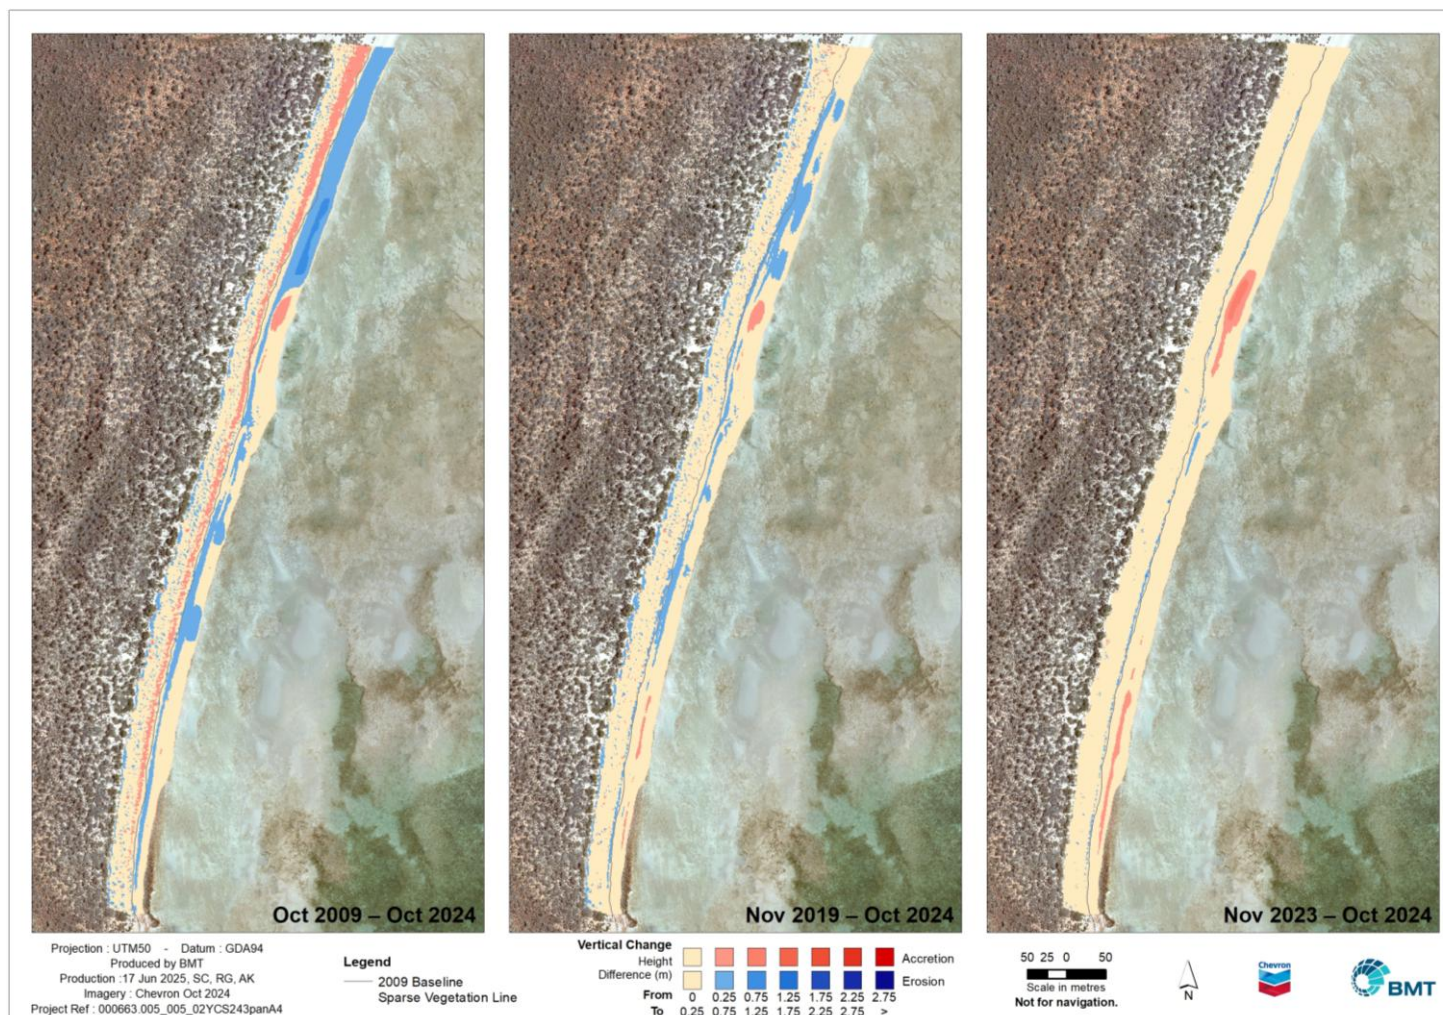 Oct 2009 – Oct 2024
Nov 2019 – Oct 2024
Nov 2023 – Oct 2024
Projection : UTM50 - Datum : GDA94
Produced by BMT
Production :17 Jun 2025, SC, RG, AK
Imagery : Chevron Oct 2024
Project Ref : 000663.005_005_02YCS243panA4
Legend
2009 Baseline
Sparse Vegetation Line
Vertical Change
Height
Difference (m)
Accretion
Erosion
From 0 0.25 0.75 1.25 1.75 2.25 2.75
To 0.25 0.75 1.25 1.75 2.25 2.75 >
50 25 0 50
Scale in metres
Not for navigation.
N
Chevron
BMT